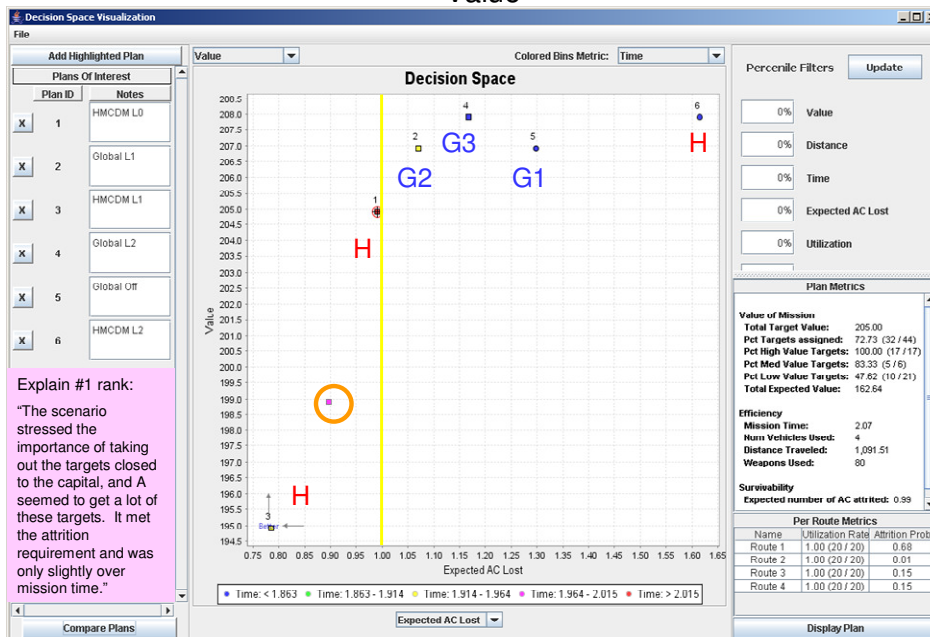 Value
Decision Space Visualization
File
Add Highlighted Plan
Plans Of Interest
Plan ID Notes
X 1 HMCDM L0
X 2 Global L1
X 3 HMCDM L1
X 4 Global L2
X 5 Global Off
X 6 HMCDM L2
Explain #1 rank:
“The scenario
stressed the
importance of taking
out the targets closed
to the capital, and A
seemed to get a lot of
these targets. It met
the attrition
requirement and was
only slightly over
mission time.”
Compare Plans
Value
Colored Bins Metric: Time
Decision Space
208.5
208.0
207.5
207.0
206.5
206.0
205.5
205.0
204.5
204.0
203.5
203.0
202.5
202.0
201.5
201.0
200.5
200.0
199.5
199.0
198.5
198.0
197.5
197.0
196.5
196.0
195.5
195.0
194.5
Value
4
6
2
G3
5
H
G2
G1
1
H
H
3
Better
0.75 0.80 0.85 0.90 0.95 1.00 1.05 1.10 1.15 1.20 1.25 1.30 1.35 1.40 1.45 1.50 1.55 1.60 1.65
Expected AC Lost
Time: < 1.863 Time: 1.863 - 1.914 Time: 1.914 - 1.964 Time: 1.964 - 2.015 Time: > 2.015
Expected AC Lost
Percenile Filters Update
0% Value
0% Distance
0% Time
0% Expected AC Lost
0% Utilization
Plan Metrics
Value of Mission
Total Target Value: 205.00
Pct Targets assigned: 72.73 (32 / 44)
Pct High Value Targets: 100.00 (17 / 17)
Pct Med Value Targets: 83.33 (5 / 6)
Pct Low Value Targets: 47.62 (10 / 21)
Total Expected Value: 162.64
Efficiency
Mission Time: 2.07
Num Vehicles Used: 4
Distance Traveled: 1,091.51
Weapons Used: 80
Survivability
Expected number of AC attrited: 0.99
Per Route Metrics
Name Utilization Rate Attrition Prob
Route 1 1.00 (20 / 20) 0.68
Route 2 1.00 (20 / 20) 0.01
Route 3 1.00 (20 / 20) 0.15
Route 4 1.00 (20 / 20) 0.15
Display Plan